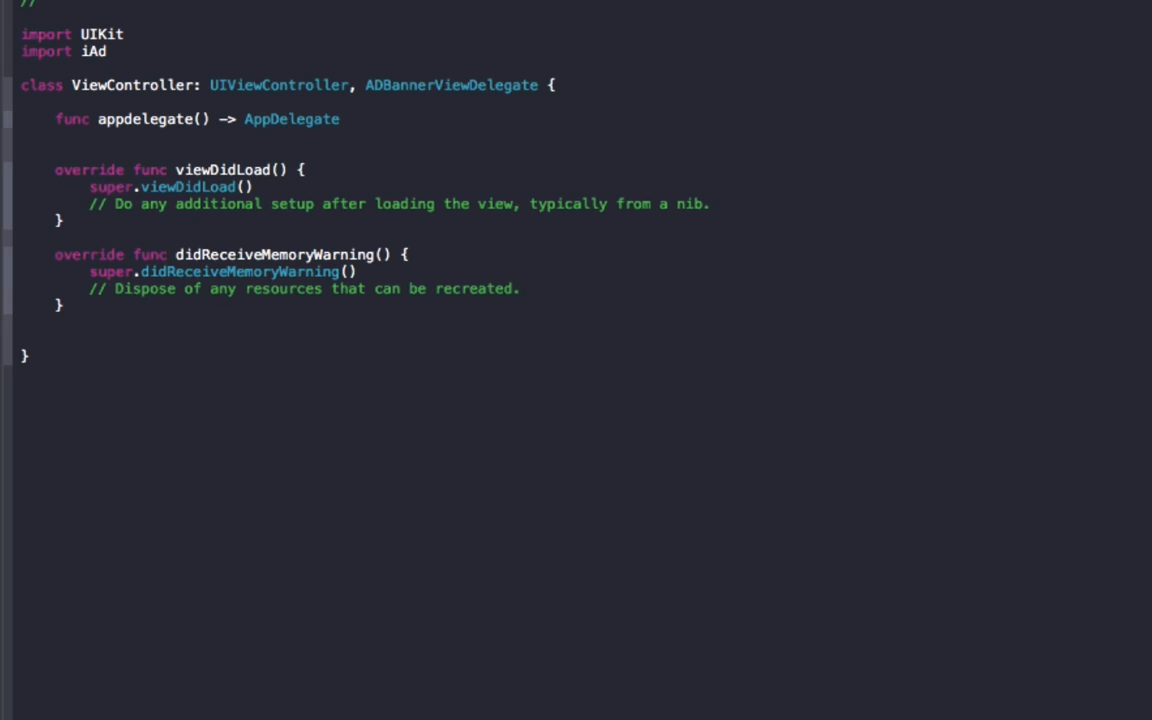 //
import UIKit
import iAd
class ViewController: UIViewController, ADBannerViewDelegate {
func appdelegate() -> AppDelegate
override func viewDidLoad() {
super.viewDidLoad()
// Do any additional setup after loading the view, typically from a nib.
}
override func didReceiveMemoryWarning() {
super.didReceiveMemoryWarning()
// Dispose of any resources that can be recreated.
}
}